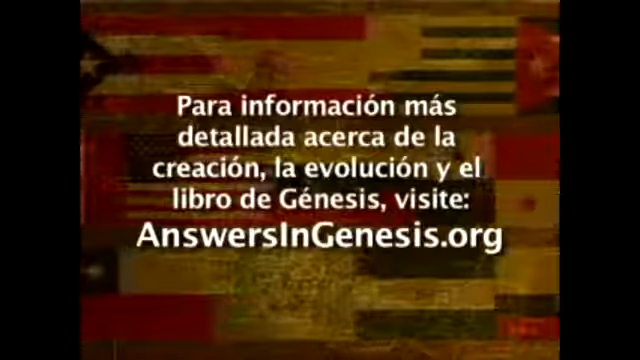 Para información más
detallada acerca de la
creación, la evolución y el
libro de Génesis, visite:
AnswersInGenesis.org